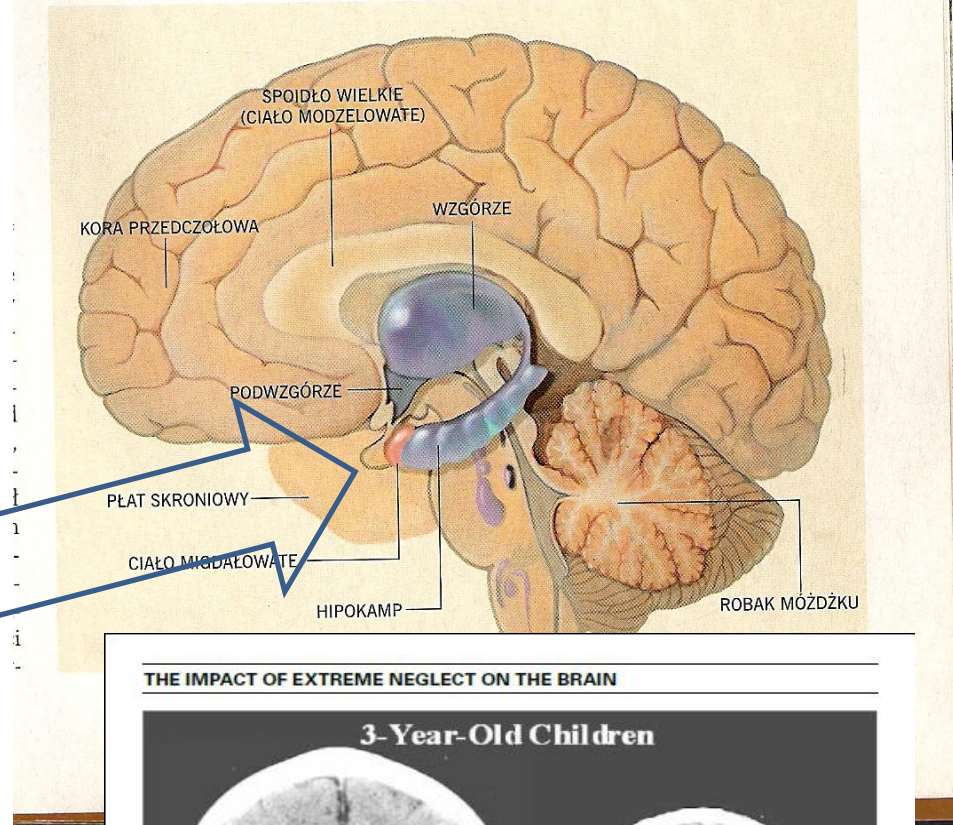 SPOIDŁO WIELKIE
(CIAŁO MODZELOWATE)
WZGÓRZE
KORA PRZEDCZOŁOWA
PODWZGÓRZE
PŁAT SKRONIOWY
CIAŁO MIGDAŁOWATE
HIPOKAMP
ROBAK MÓŻDŻKU
THE IMPACT OF EXTREME NEGLECT ON THE BRAIN
3-Year-Old Children